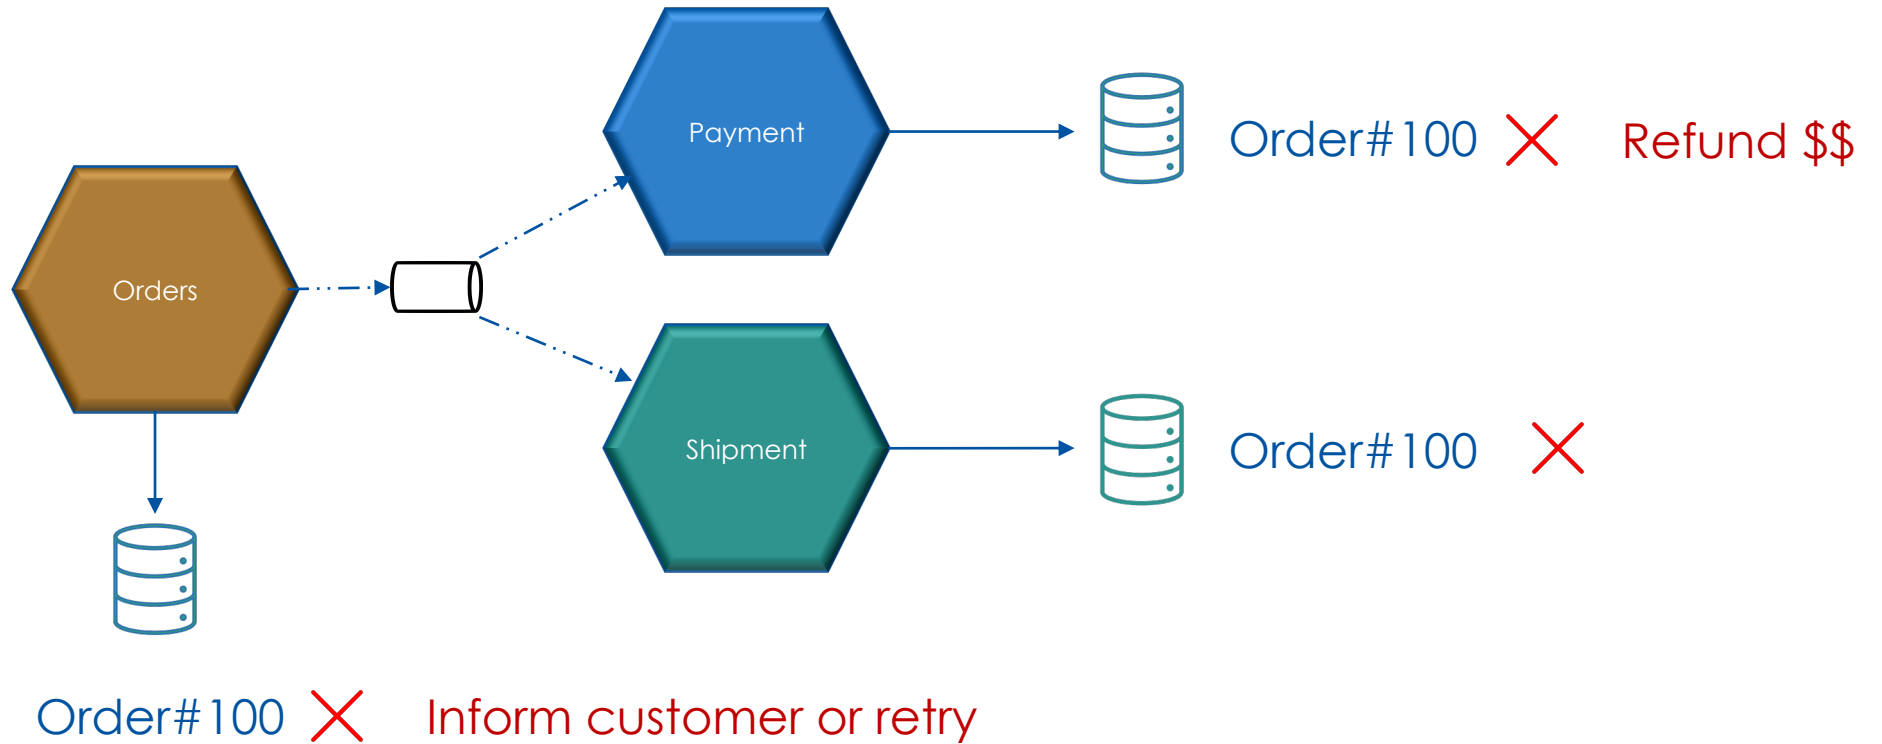 Payment
Order#100
Refund $$
Orders
Shipment
Order#100
Order#100
Inform customer or retry